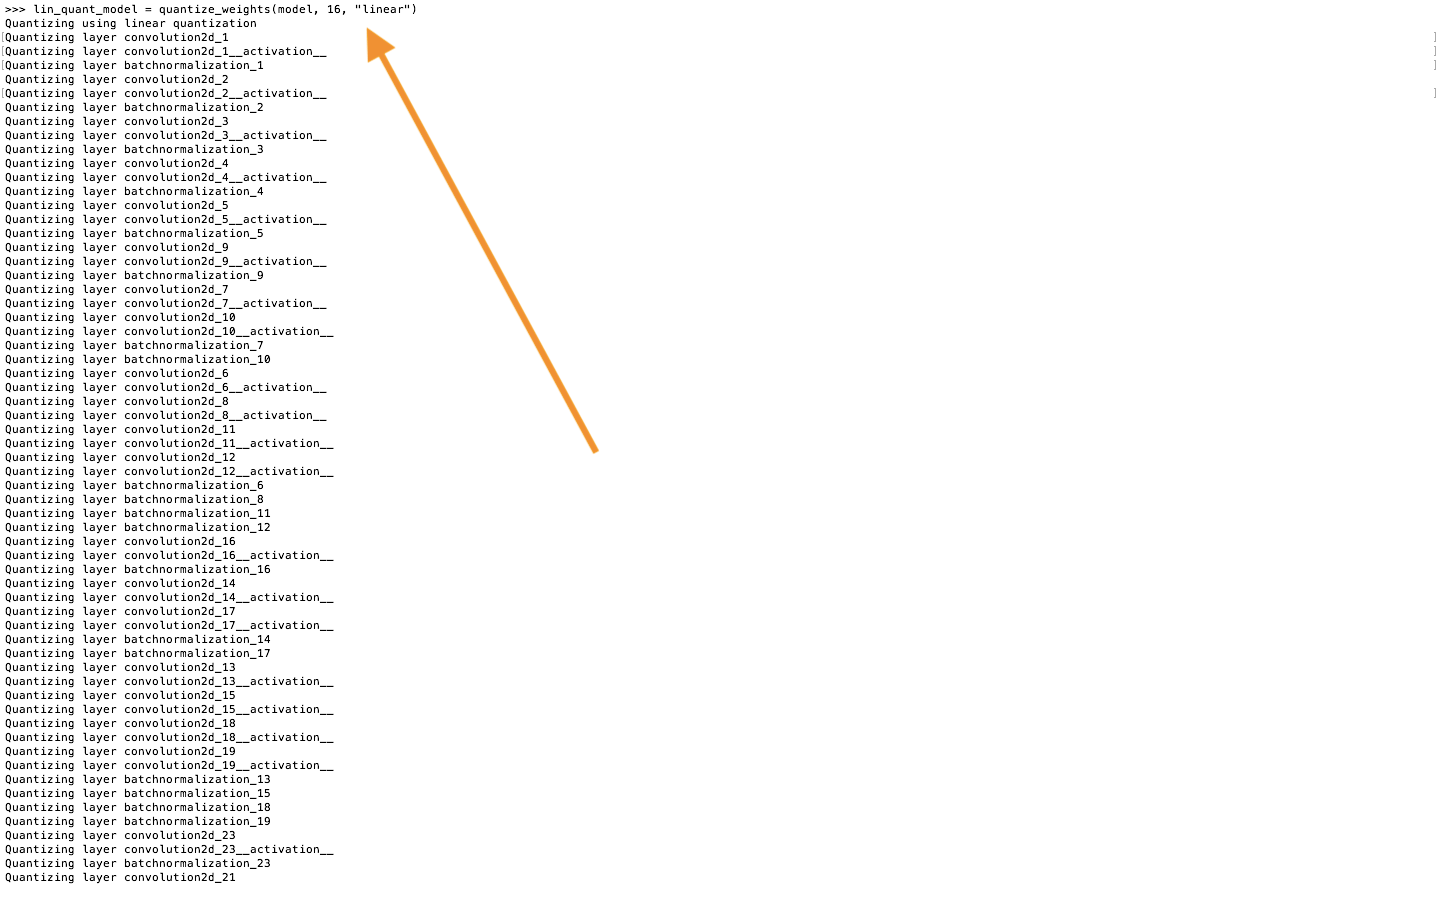 >>> lin_quant_model = quantize_weights(model, 16, "linear")
Quantizing using linear quantization
[Quantizing layer convolution2d_1 ]
[Quantizing layer convolution2d_1__activation__ ]
[Quantizing layer batchnormalization_1 ]
Quantizing layer convolution2d_2
[Quantizing layer convolution2d_2__activation__ ]
Quantizing layer batchnormalization_2
Quantizing layer convolution2d_3
Quantizing layer convolution2d_3__activation__
Quantizing layer batchnormalization_3
Quantizing layer convolution2d_4
Quantizing layer convolution2d_4__activation__
Quantizing layer batchnormalization_4
Quantizing layer convolution2d_5
Quantizing layer convolution2d_5__activation__
Quantizing layer batchnormalization_5
Quantizing layer convolution2d_9
Quantizing layer convolution2d_9__activation__
Quantizing layer batchnormalization_9
Quantizing layer convolution2d_7
Quantizing layer convolution2d_7__activation__
Quantizing layer convolution2d_10
Quantizing layer convolution2d_10__activation__
Quantizing layer batchnormalization_7
Quantizing layer batchnormalization_10
Quantizing layer convolution2d_6
Quantizing layer convolution2d_6__activation__
Quantizing layer convolution2d_8
Quantizing layer convolution2d_8__activation__
Quantizing layer convolution2d_11
Quantizing layer convolution2d_11__activation__
Quantizing layer convolution2d_12
Quantizing layer convolution2d_12__activation__
Quantizing layer batchnormalization_6
Quantizing layer batchnormalization_8
Quantizing layer batchnormalization_11
Quantizing layer batchnormalization_12
Quantizing layer convolution2d_16
Quantizing layer convolution2d_16__activation__
Quantizing layer batchnormalization_16
Quantizing layer convolution2d_14
Quantizing layer convolution2d_14__activation__
Quantizing layer convolution2d_17
Quantizing layer convolution2d_17__activation__
Quantizing layer batchnormalization_14
Quantizing layer batchnormalization_17
Quantizing layer convolution2d_13
Quantizing layer convolution2d_13__activation__
Quantizing layer convolution2d_15
Quantizing layer convolution2d_15__activation__
Quantizing layer convolution2d_18
Quantizing layer convolution2d_18__activation__
Quantizing layer convolution2d_19
Quantizing layer convolution2d_19__activation__
Quantizing layer batchnormalization_13
Quantizing layer batchnormalization_15
Quantizing layer batchnormalization_18
Quantizing layer batchnormalization_19
Quantizing layer convolution2d_23
Quantizing layer convolution2d_23__activation__
Quantizing layer batchnormalization_23
Quantizing layer convolution2d_21